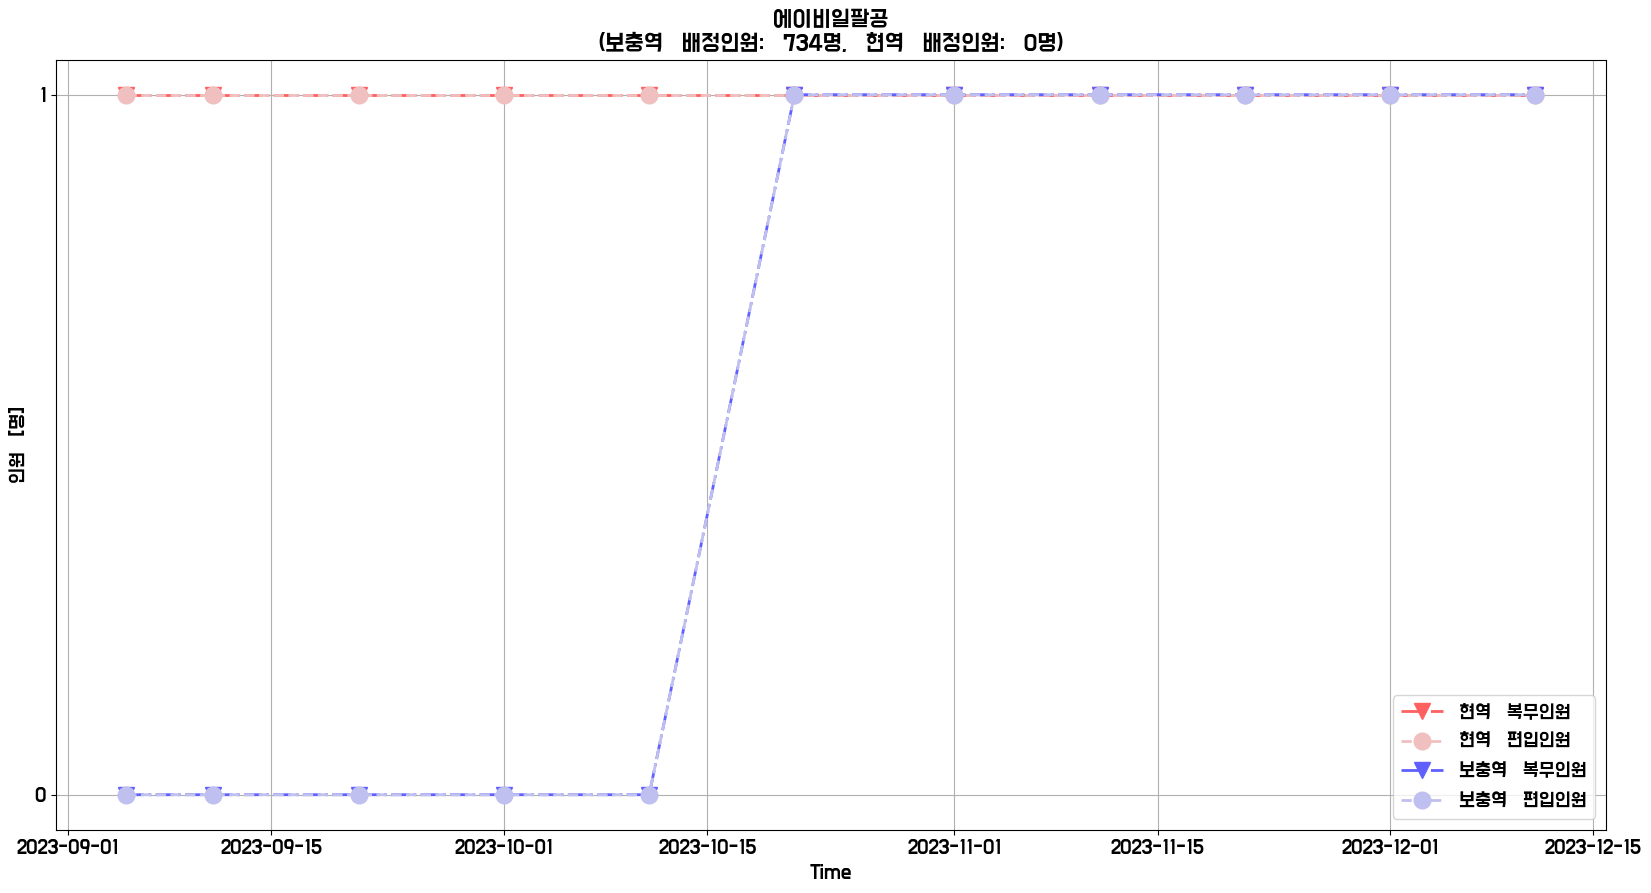 에이비일팔공
(보충역 배정인원: 734명, 현역 배정인원: 0명)
1
인원 [명]
0
현역 복무인원
현역 편입인원
보충역 복무인원
보충역 편입인원
2023-09-01 2023-09-15 2023-10-01 2023-10-15 2023-11-01 2023-11-15 2023-12-01 2023-12-15
Time